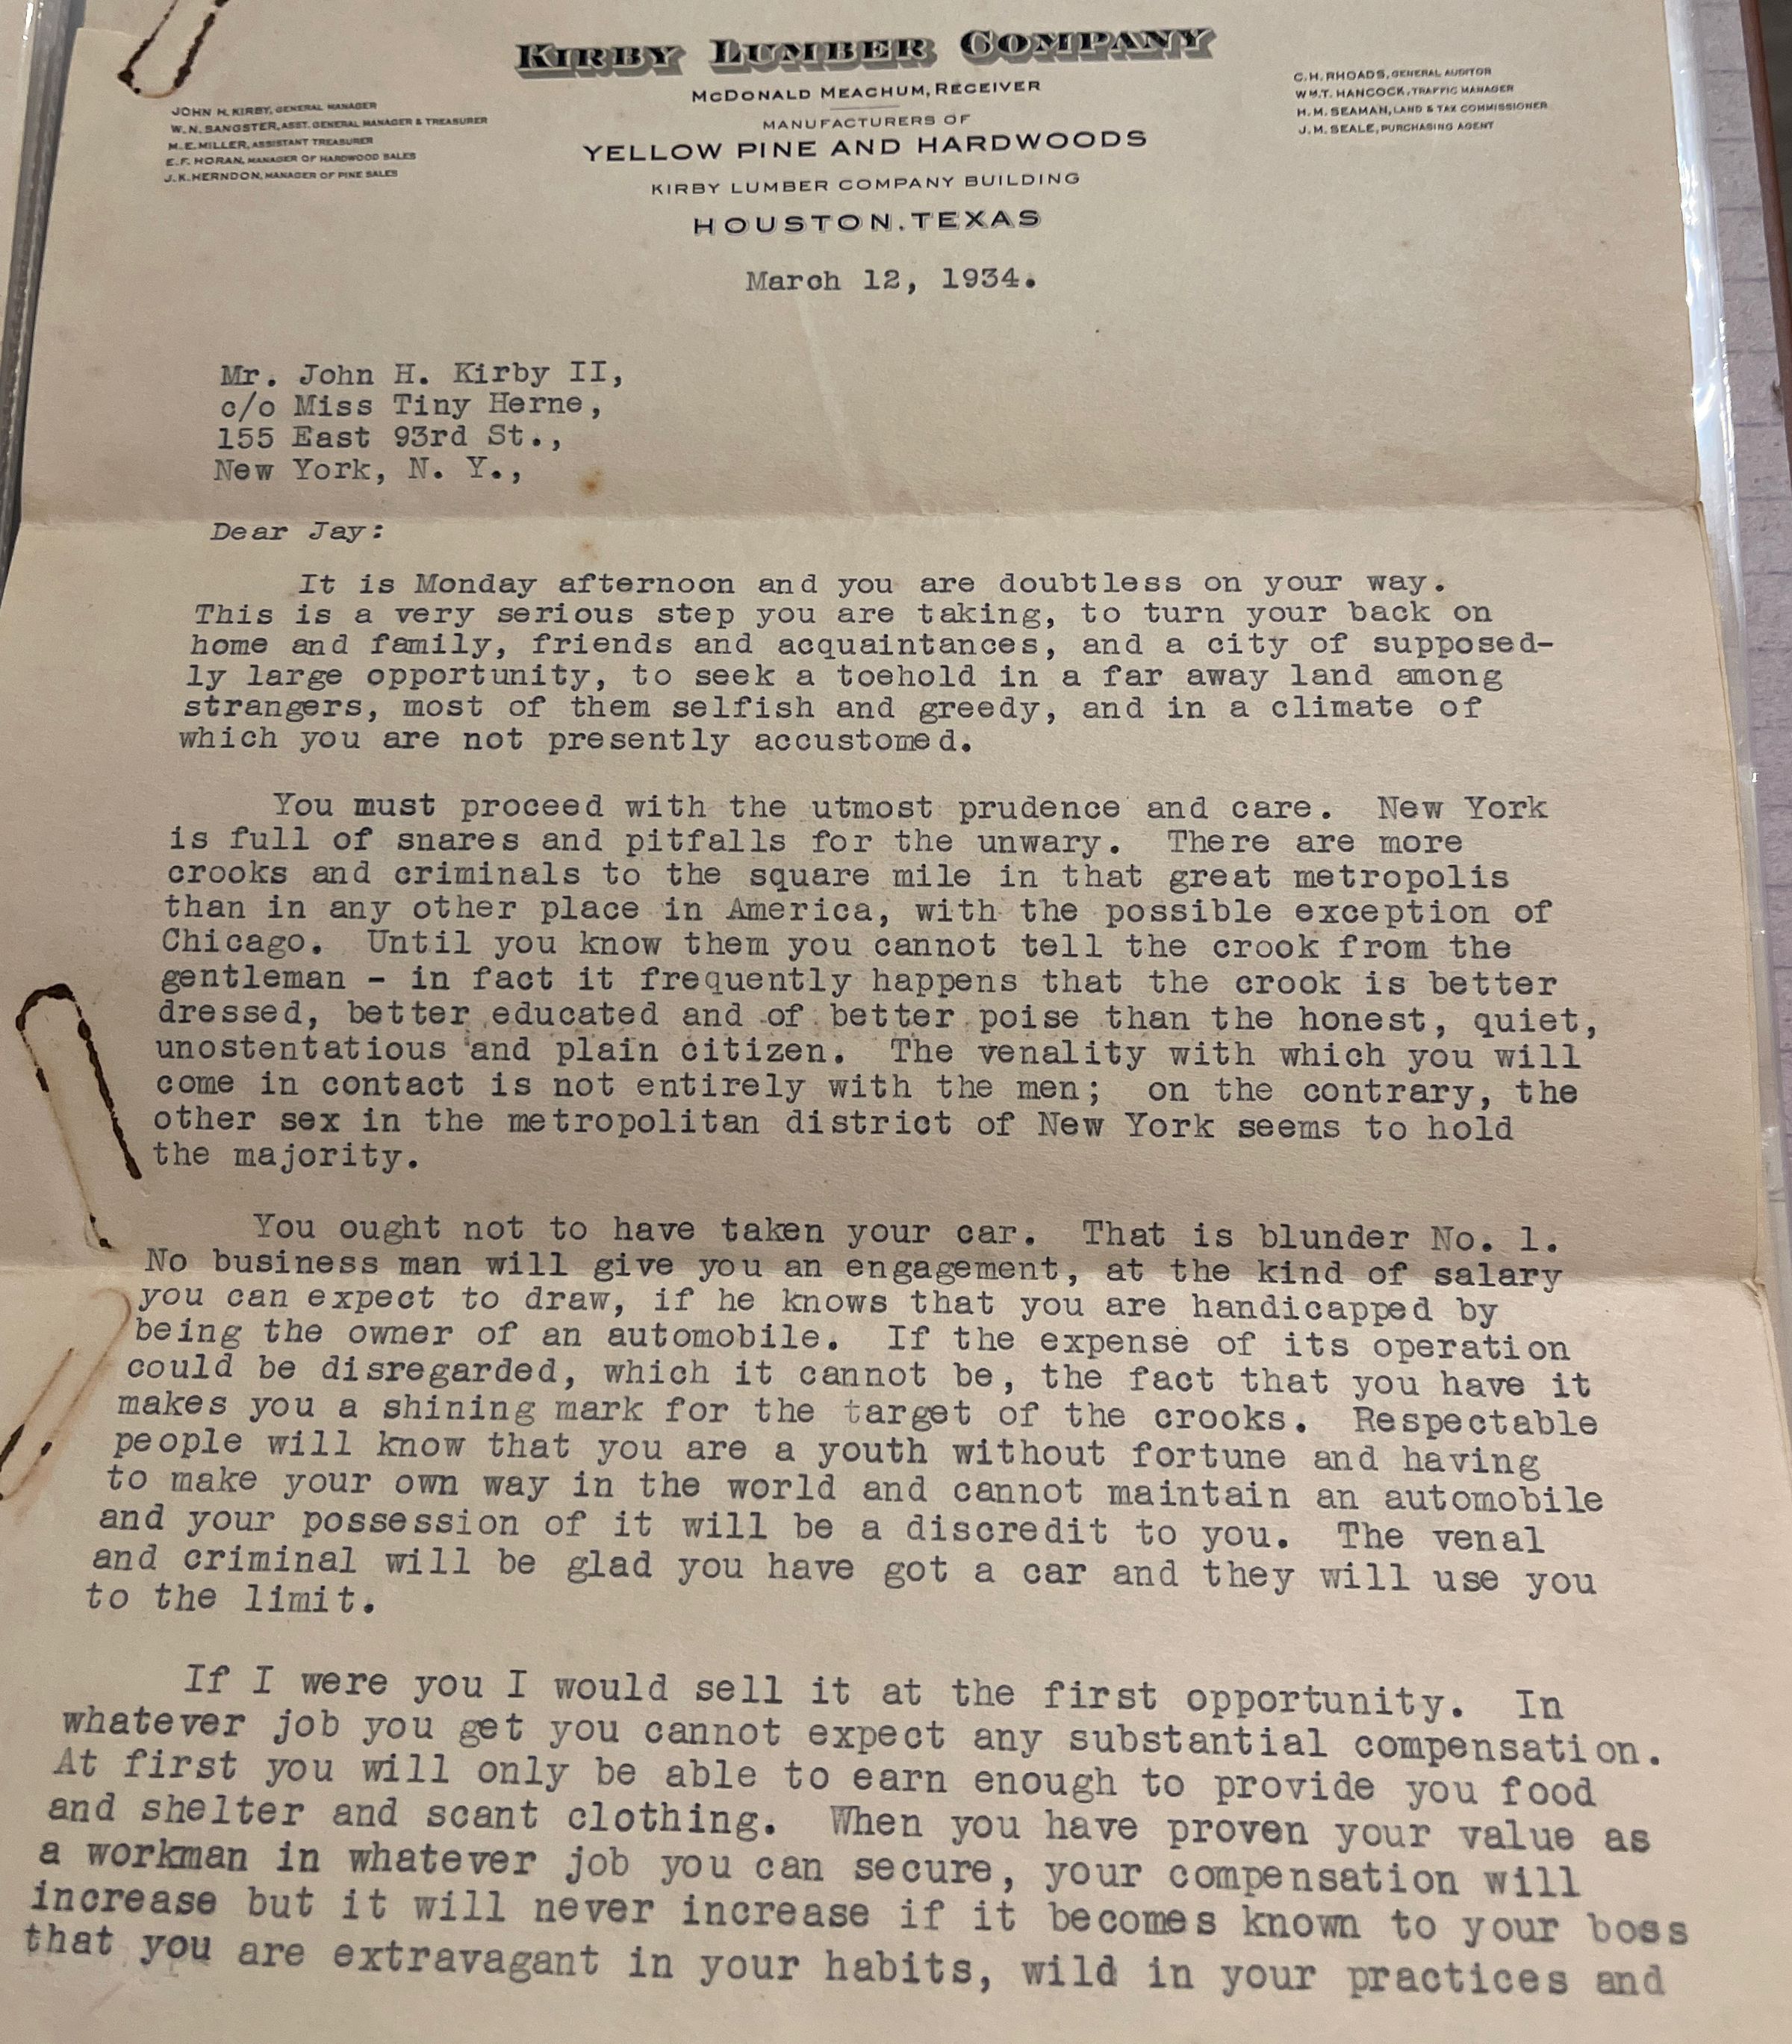 KIRBY LUMBER COMPANY
McDONALD MEACHUM, RECEIVER
MANUFACTURERS OF
YELLOW PINE AND HARDWOODS
KIRBY LUMBER COMPANY BUILDING
HOUSTON, TEXAS
JOHN H. KIRBY, GENERAL MANAGER
W. N. SANGSTER, ASST. GENERAL MANAGER & TREASURER
M. E. MILLER, ASSISTANT TREASURER
E. F. HORAN, MANAGER OF HARDWOOD SALES
J. K. HERNDON, MANAGER OF PINE SALES
C. H. RHOADS, GENERAL AUDITOR
WM. T. HANCOCK, TRAFFIC MANAGER
H. M. SEAMAN, LAND & TAX COMMISSIONER
J. M. SEALE, PURCHASING AGENT
March 12, 1934.
Mr. John H. Kirby II,
c/o Miss Tiny Herne,
155 East 93rd St.,
New York, N. Y.,
Dear Jay:
It is Monday afternoon and you are doubtless on your way.
This is a very serious step you are taking, to turn your back on
home and family, friends and acquaintances, and a city of supposed-
ly large opportunity, to seek a toehold in a far away land among
strangers, most of them selfish and greedy, and in a climate of
which you are not presently accustomed.
You must proceed with the utmost prudence and care. New York
is full of snares and pitfalls for the unwary. There are more
crooks and criminals to the square mile in that great metropolis
than in any other place in America, with the possible exception of
Chicago. Until you know them you cannot tell the crook from the
gentleman - in fact it frequently happens that the crook is better
dressed, better educated and of better poise than the honest, quiet,
unostentatious and plain citizen. The venality with which you will
come in contact is not entirely with the men; on the contrary, the
other sex in the metropolitan district of New York seems to hold
the majority.
You ought not to have taken your car. That is blunder No. 1.
No business man will give you an engagement, at the kind of salary
you can expect to draw, if he knows that you are handicapped by
being the owner of an automobile. If the expense of its operation
could be disregarded, which it cannot be, the fact that you have it
makes you a shining mark for the target of the crooks. Respectable
people will know that you are a youth without fortune and having
to make your own way in the world and cannot maintain an automobile
and your possession of it will be a discredit to you. The venal
and criminal will be glad you have got a car and they will use you
to the limit.
If I were you I would sell it at the first opportunity. In
whatever job you get you cannot expect any substantial compensation.
At first you will only be able to earn enough to provide you food
and shelter and scant clothing. When you have proven your value as
a workman in whatever job you can secure, your compensation will
increase but it will never increase if it becomes known to your boss
that you are extravagant in your habits, wild in your practices and